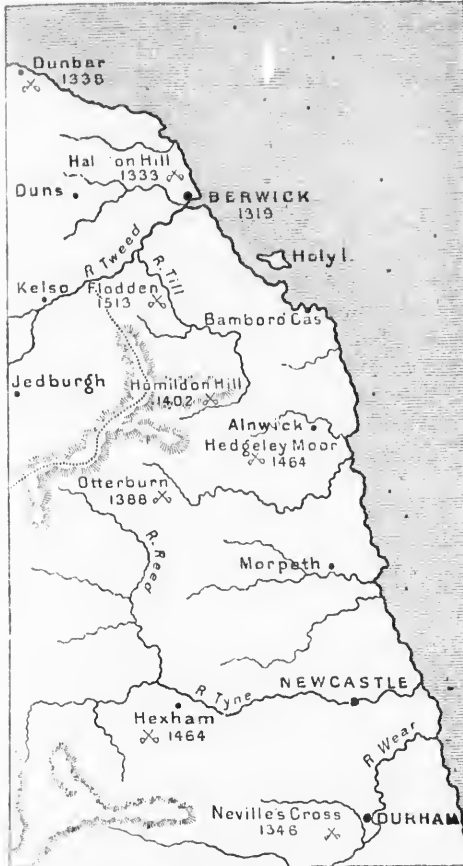 Dunbar
1338
Hal on Hill
1333
Duns
BERWICK
1319
R. Tweed
R. Till
Holy I.
Kelso
Flodden
1513
Bamboro' Cas
Jedburgh
Homildon Hill
1402
Alnwick
Hedgeley Moor
1464
Otterburn
1388
R. Reed
Morpeth
R. Tyne
NEWCASTLE
Hexham
1464
R. Wear
Neville's Cross
1346
DURHAM